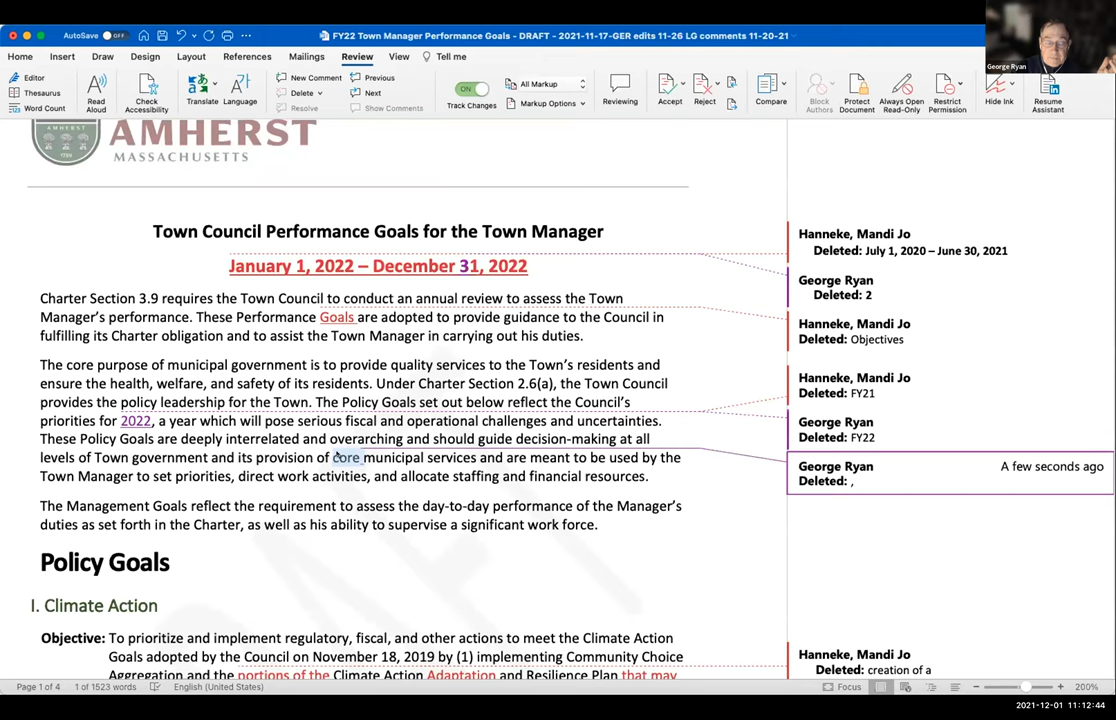 AutoSave OFF
FY22 Town Manager Performance Goals - DRAFT - 2021-11-17-GER edits 11-26 LG comments 11-20-21
George Ryan
Home Insert Draw Design Layout References Mailings Review View Tell me
Editor
Thesaurus
Word Count
Read Aloud
Check Accessibility
Translate
Language
New Comment
Delete
Resolve
Previous
Next
Show Comments
ON
Track Changes
All Markup
Markup Options
Reviewing
Accept
Reject
Compare
Block Authors
Protect Document
Always Open Read-Only
Restrict Permission
Hide Ink
Resume Assistant
AMHERST
MASSACHUSETTS
Town Council Performance Goals for the Town Manager
January 1, 2022 – December 31, 2022
Charter Section 3.9 requires the Town Council to conduct an annual review to assess the Town
Manager's performance. These Performance Goals are adopted to provide guidance to the Council in
fulfilling its Charter obligation and to assist the Town Manager in carrying out his duties.
The core purpose of municipal government is to provide quality services to the Town's residents and
ensure the health, welfare, and safety of its residents. Under Charter Section 2.6(a), the Town Council
provides the policy leadership for the Town. The Policy Goals set out below reflect the Council's
priorities for 2022, a year which will pose serious fiscal and operational challenges and uncertainties.
These Policy Goals are deeply interrelated and overarching and should guide decision-making at all
levels of Town government and its provision of core municipal services and are meant to be used by the
Town Manager to set priorities, direct work activities, and allocate staffing and financial resources.
The Management Goals reflect the requirement to assess the day-to-day performance of the Manager's
duties as set forth in the Charter, as well as his ability to supervise a significant work force.
Policy Goals
I. Climate Action
Objective: To prioritize and implement regulatory, fiscal, and other actions to meet the Climate Action
Goals adopted by the Council on November 18, 2019 by (1) implementing Community Choice
Aggregation and the portions of the Climate Action Adaptation and Resilience Plan that may
Hanneke, Mandi Jo
Deleted: July 1, 2020 – June 30, 2021
George Ryan
Deleted: 2
Hanneke, Mandi Jo
Deleted: Objectives
Hanneke, Mandi Jo
Deleted: FY21
George Ryan
Deleted: FY22
George Ryan A few seconds ago
Deleted: ,
Hanneke, Mandi Jo
Deleted: creation of a
Page 1 of 4 1 of 1523 words English (United States) Focus 200%
2021-12-01 11:12:44